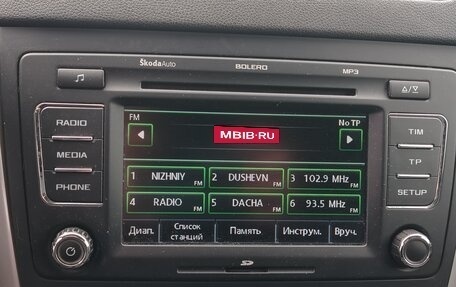 ŠkodaAuto BOLERO MP3
RADIO
MEDIA
PHONE
FM No TP
MBIB·RU
1 NIZHNIY FM 2 DUSHEVN FM 3 102.9 MHz FM
4 RADIO FM 5 DACHA FM 6 93.5 MHz FM
Диап. Список станций Память Инструм. Вруч.
TIM
TP
SETUP
SD